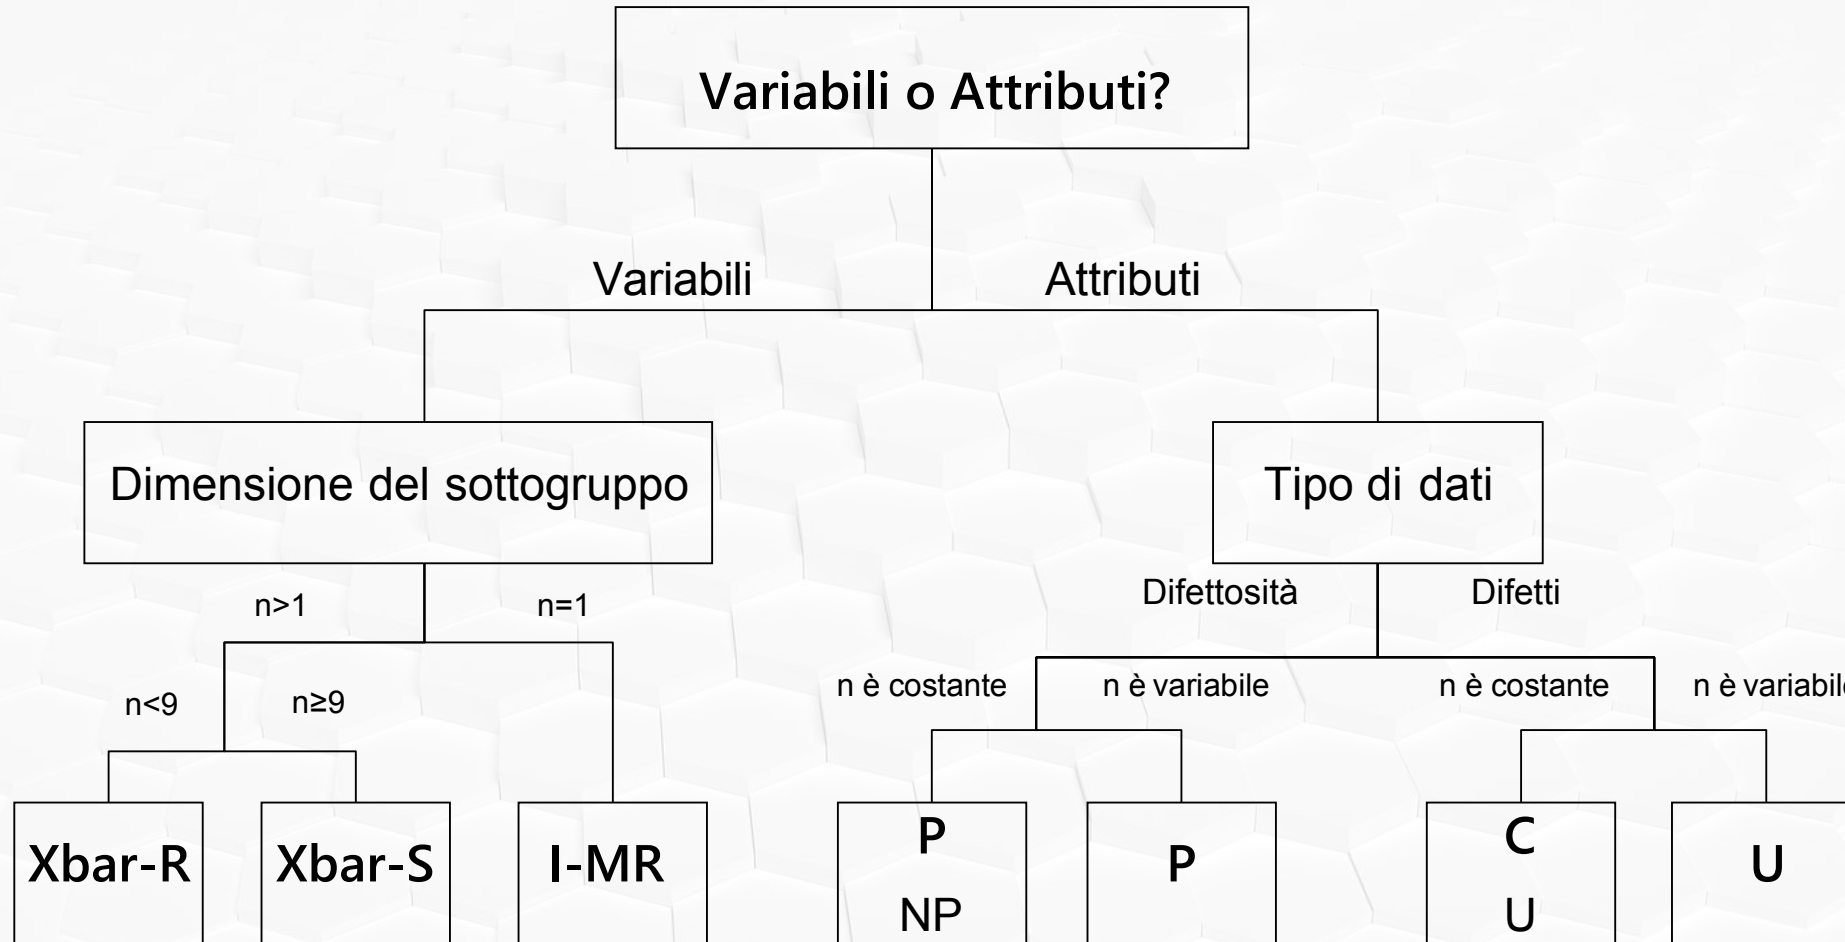 Variabili o Attributi?
Variabili
Attributi
Dimensione del sottogruppo
Tipo di dati
n>1
n=1
Difettosità
Difetti
n<9
n≥9
n è costante
n è variabile
n è costante
n è variabile
Xbar-R
Xbar-S
I-MR
P
NP
P
C
U
U